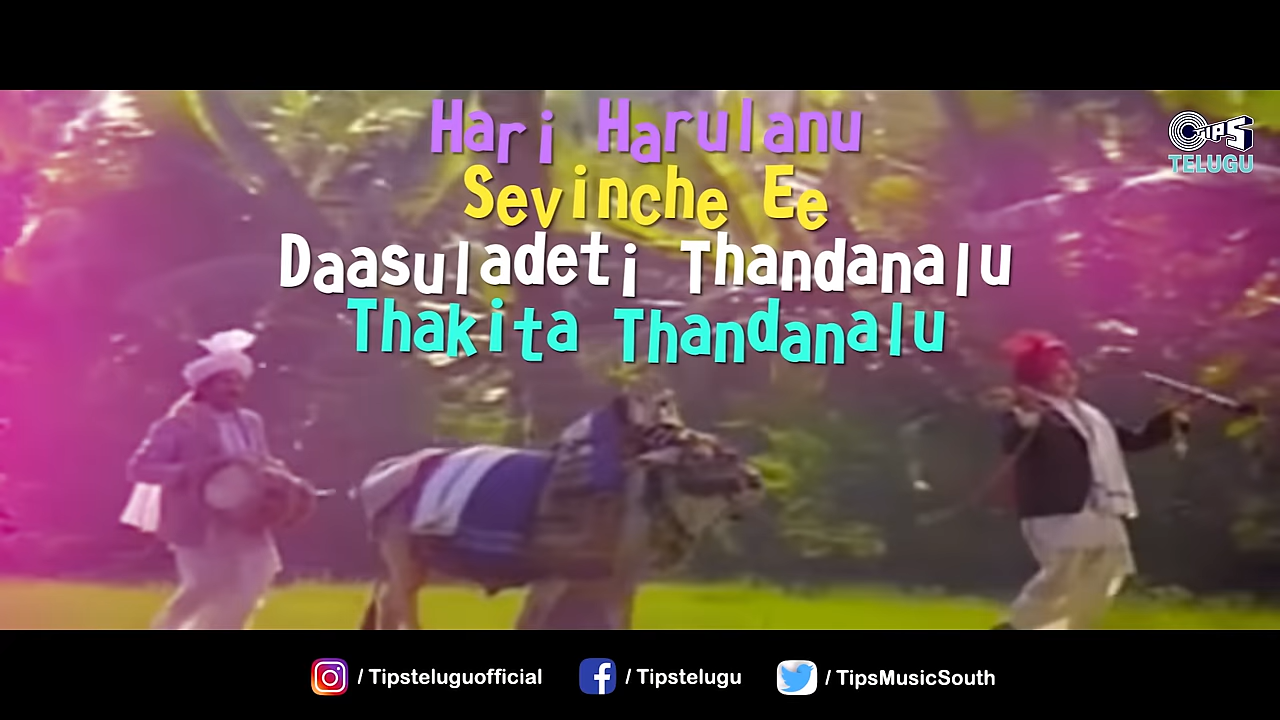 Hari Harulanu
TIPS
TELUGU
Sevinche Ee
Daasuladeti Thandanalu
Thakita Thandanalu
/ Tipsteluguofficial
/ Tipstelugu
/ TipsMusicSouth